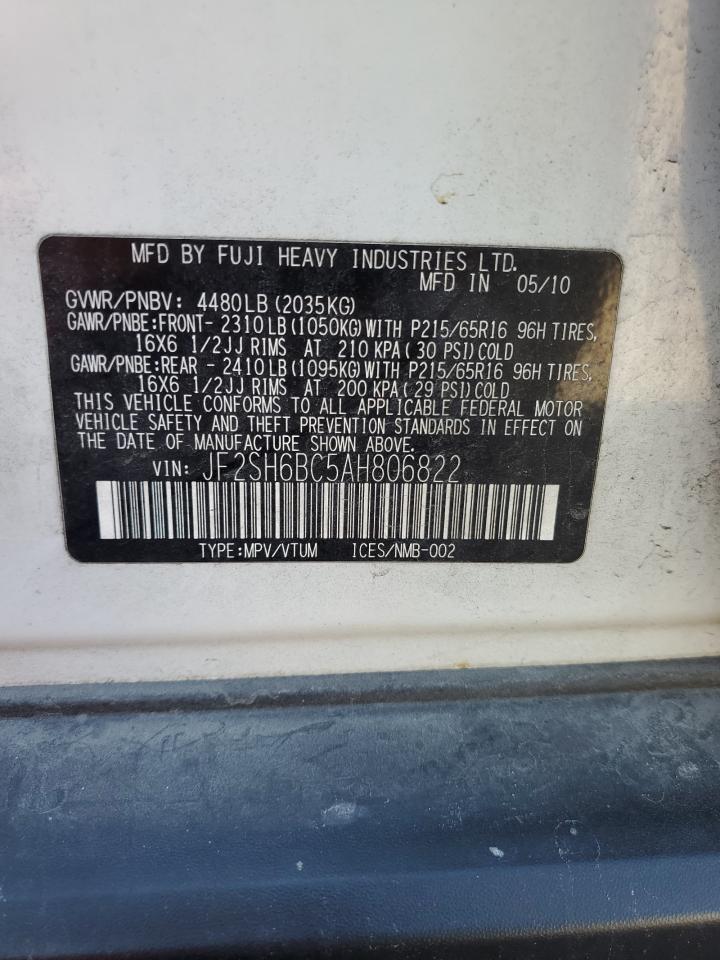 MFD BY FUJI HEAVY INDUSTRIES LTD.
MFD IN 05/10
GVWR/PNBV: 4480LB(2035KG)
GAWR/PNBE:FRONT- 2310LB(1050KG)WITH P215/65R16 96H TIRES,
16X6 1/2JJ RIMS AT 210 KPA(30 PSI)COLD
GAWR/PNBE:REAR - 2410LB(1095KG)WITH P215/65R16 96H TIRES,
16X6 1/2JJ RIMS AT 200 KPA(29 PSI)COLD
THIS VEHICLE CONFORMS TO ALL APPLICABLE FEDERAL MOTOR
VEHICLE SAFETY AND THEFT PREVENTION STANDARDS IN EFFECT ON
THE DATE OF MANUFACTURE SHOWN ABOVE.
VIN: JF2SH6BC5AH806822
TYPE:MPV/VTUM ICES/NMB-002